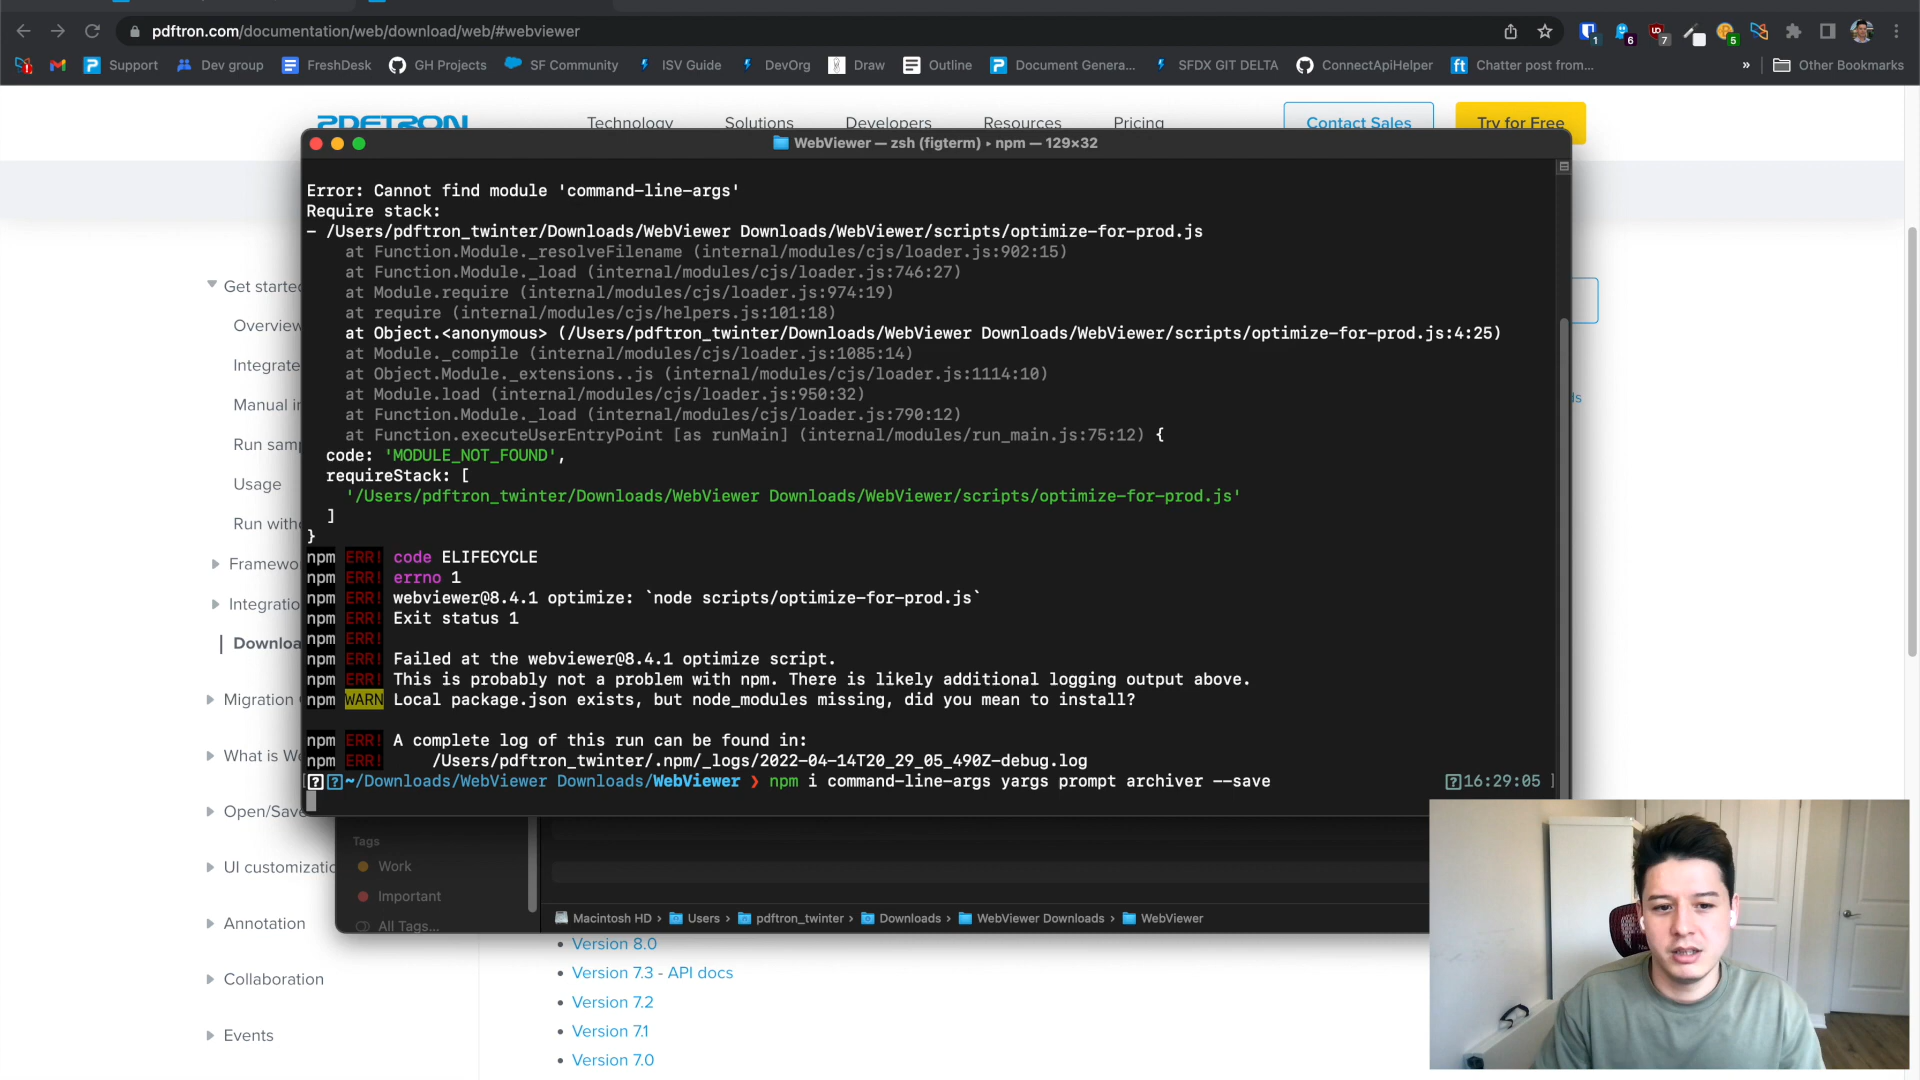 pdftron.com/documentation/web/download/web/#webviewer
1
6
7
5
Support
Dev group
FreshDesk
GH Projects
SF Community
ISV Guide
DevOrg
Draw
Outline
Document Genera...
SFDX GIT DELTA
ConnectApiHelper
Chatter post from...
»
Other Bookmarks
PDFTRON
Technology
Solutions
Developers
Resources
Pricing
Contact Sales
Try for Free
WebViewer — zsh (figterm) ▸ npm — 129×32
Error: Cannot find module 'command-line-args'
Require stack:
- /Users/pdftron_twinter/Downloads/WebViewer Downloads/WebViewer/scripts/optimize-for-prod.js
at Function.Module._resolveFilename (internal/modules/cjs/loader.js:902:15)
at Function.Module._load (internal/modules/cjs/loader.js:746:27)
at Module.require (internal/modules/cjs/loader.js:974:19)
at require (internal/modules/cjs/helpers.js:101:18)
at Object.<anonymous> (/Users/pdftron_twinter/Downloads/WebViewer Downloads/WebViewer/scripts/optimize-for-prod.js:4:25)
at Module._compile (internal/modules/cjs/loader.js:1085:14)
at Object.Module._extensions..js (internal/modules/cjs/loader.js:1114:10)
at Module.load (internal/modules/cjs/loader.js:950:32)
at Function.Module._load (internal/modules/cjs/loader.js:790:12)
at Function.executeUserEntryPoint [as runMain] (internal/modules/run_main.js:75:12) {
code: 'MODULE_NOT_FOUND',
requireStack: [
'/Users/pdftron_twinter/Downloads/WebViewer Downloads/WebViewer/scripts/optimize-for-prod.js'
]
}
npm ERR! code ELIFECYCLE
npm ERR! errno 1
npm ERR! webviewer@8.4.1 optimize: `node scripts/optimize-for-prod.js`
npm ERR! Exit status 1
npm ERR!
npm ERR! Failed at the webviewer@8.4.1 optimize script.
npm ERR! This is probably not a problem with npm. There is likely additional logging output above.
npm WARN Local package.json exists, but node_modules missing, did you mean to install?
npm ERR! A complete log of this run can be found in:
npm ERR!     /Users/pdftron_twinter/.npm/_logs/2022-04-14T20_29_05_490Z-debug.log
[??~/Downloads/WebViewer Downloads/WebViewer ❯ npm i command-line-args yargs prompt archiver --save ?16:29:05 ]
Get starte
Overview
Integrate
Manual i
Run sam
Usage
Run with
Framewo
Integratio
Downloa
Migration
What is W
Open/Save
UI customizatio
Annotation
Collaboration
Events
ds
Tags
Work
Important
All Tags...
Macintosh HD › Users › pdftron_twinter › Downloads › WebViewer Downloads › WebViewer
Version 8.0
Version 7.3 - API docs
Version 7.2
Version 7.1
Version 7.0